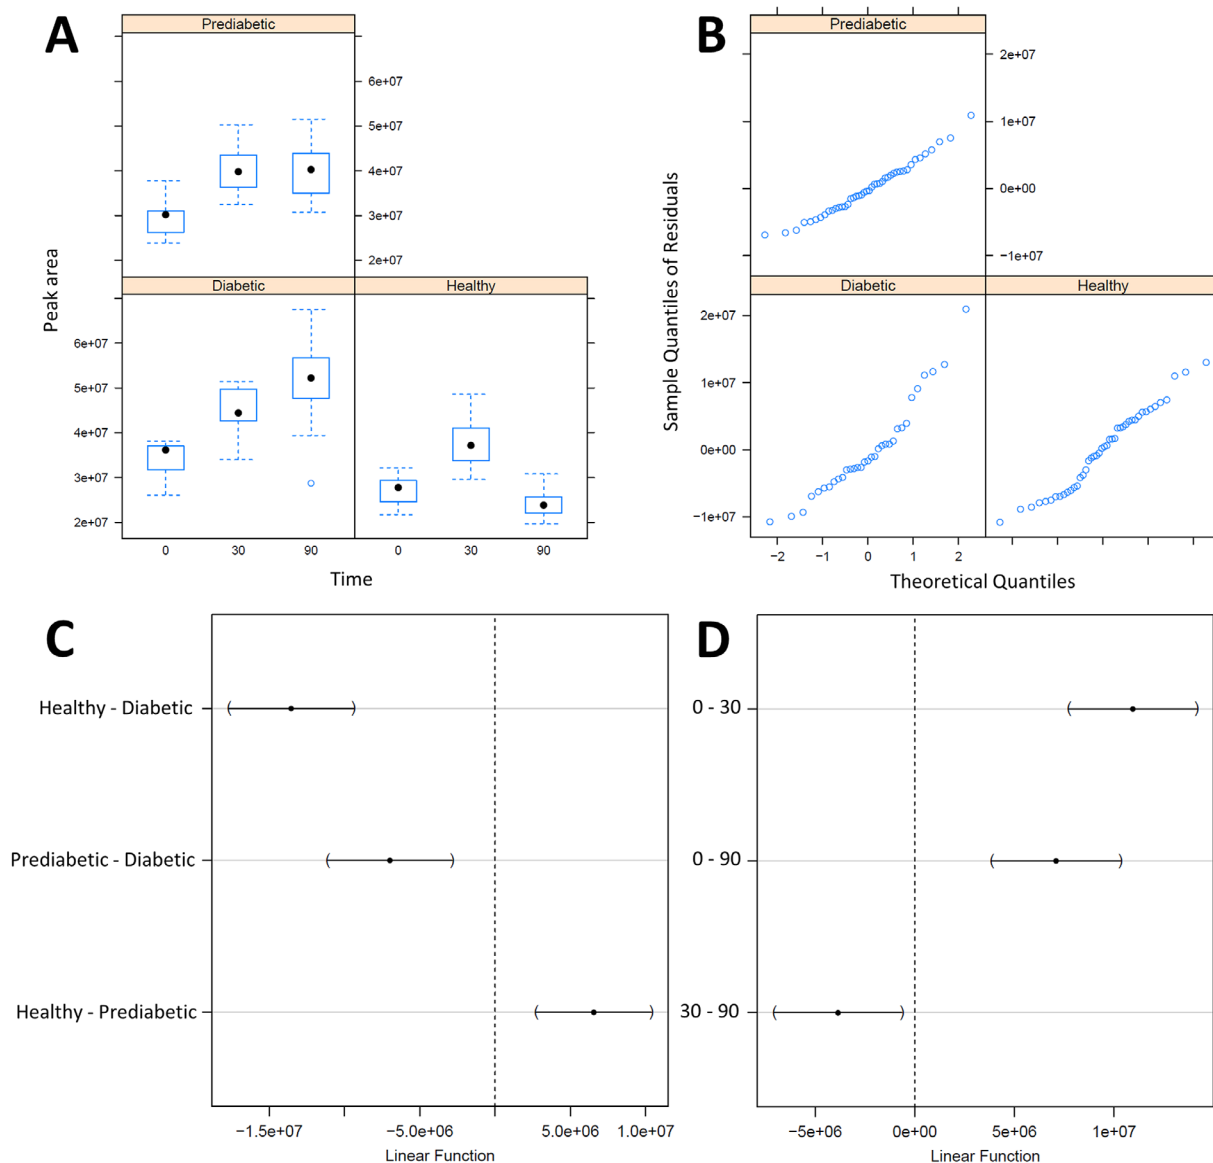 A
Prediabetic
6e+07
5e+07
4e+07
3e+07
2e+07
Peak area
Diabetic
Healthy
6e+07
5e+07
4e+07
3e+07
2e+07
0
30
90
0
30
90
Time
B
Prediabetic
2e+07
1e+07
0e+00
−1e+07
Sample Quantiles of Residuals
Diabetic
Healthy
2e+07
1e+07
0e+00
−1e+07
−2
−1
0
1
2
Theoretical Quantiles
C
Healthy - Diabetic
Prediabetic - Diabetic
Healthy - Prediabetic
−1.5e+07
−5.0e+06
5.0e+06
1.0e+07
Linear Function
D
0 - 30
0 - 90
30 - 90
−5e+06
0e+00
5e+06
1e+07
Linear Function